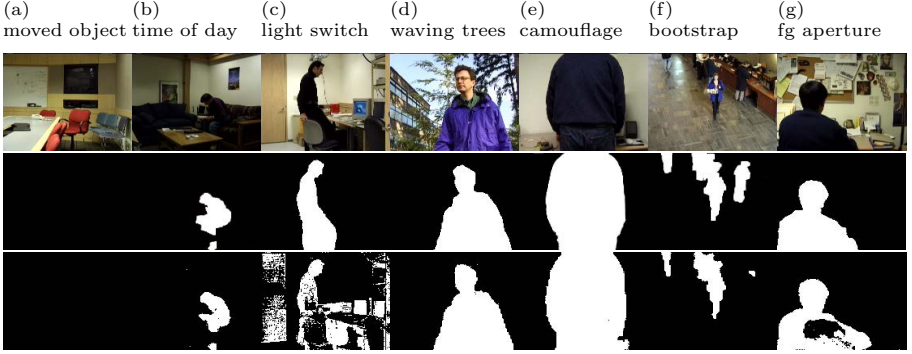 (a) (b) (c) (d) (e) (f) (g)
moved object time of day light switch waving trees camouflage bootstrap fg aperture